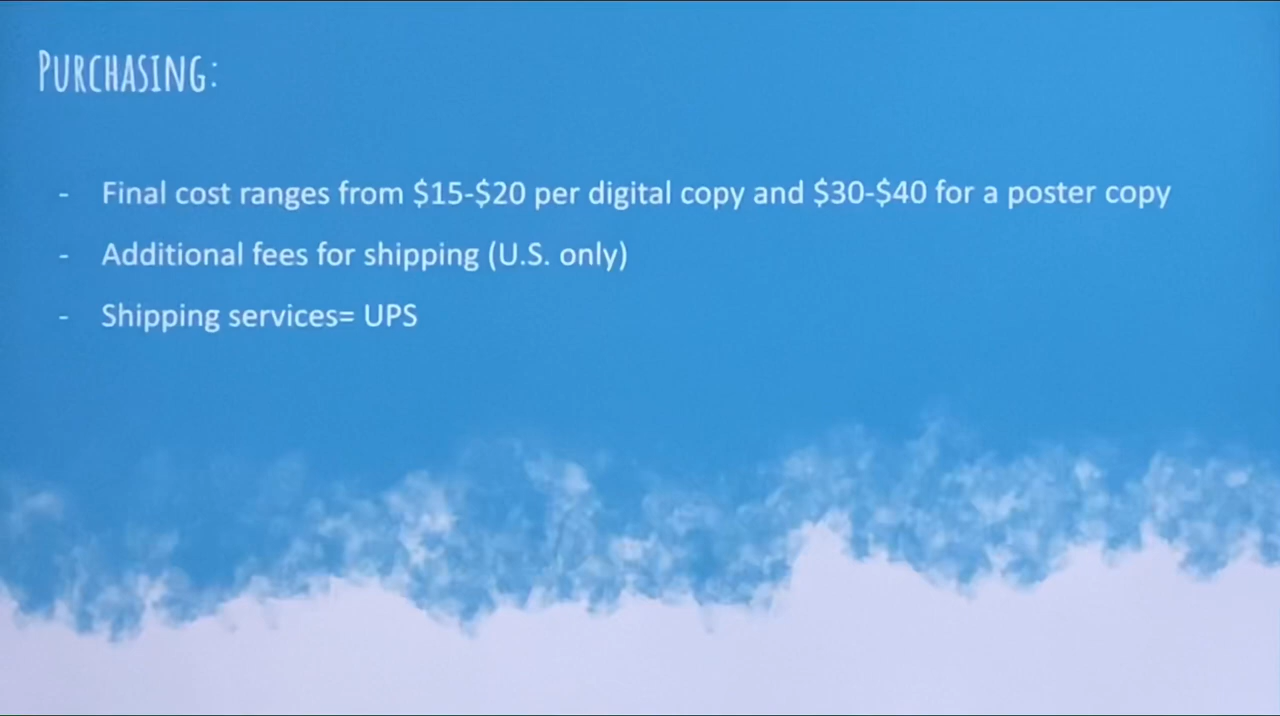 PURCHASING:
- Final cost ranges from $15-$20 per digital copy and $30-$40 for a poster copy
- Additional fees for shipping (U.S. only)
- Shipping services= UPS